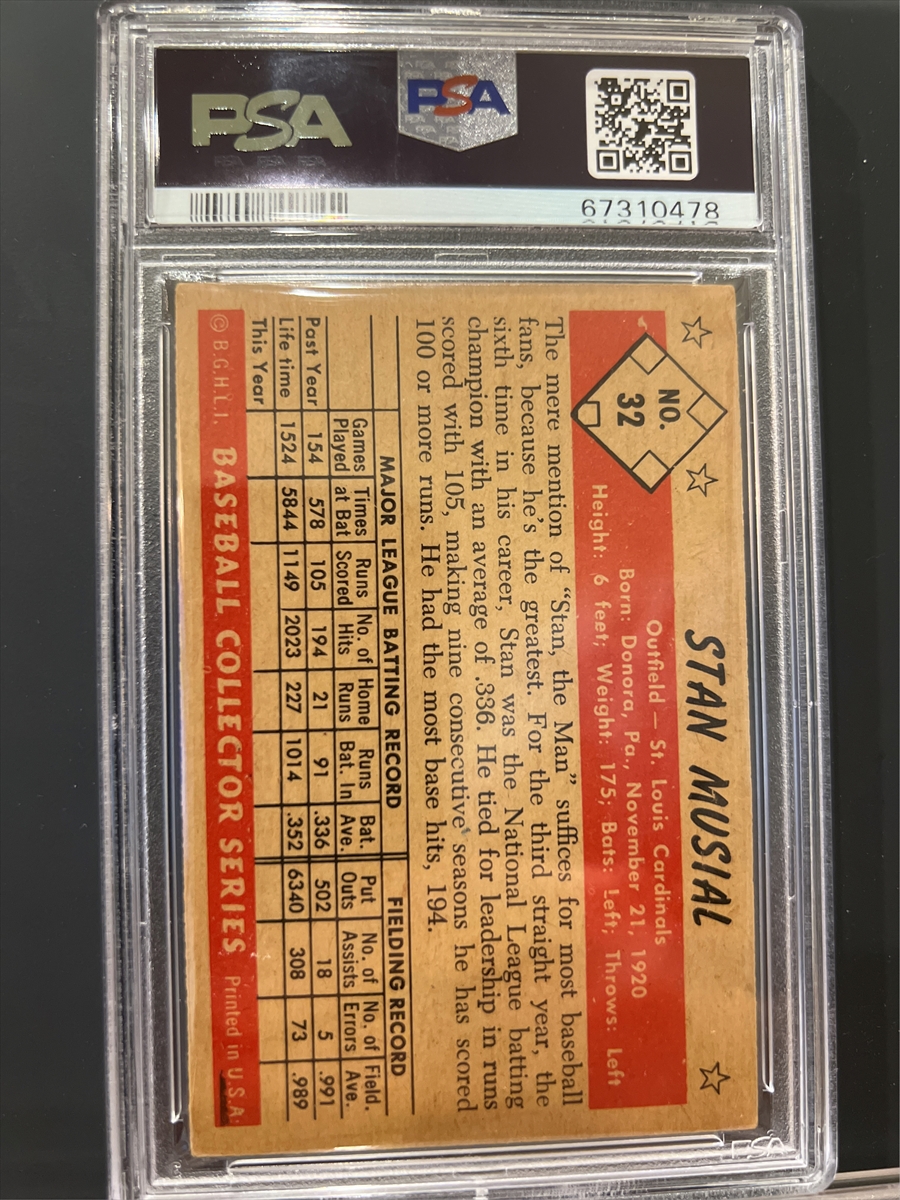 PSA
PSA
67310478
NO.
32
STAN MUSIAL
Outfield — St. Louis Cardinals
Born: Donora, Pa., November 21, 1920
Height: 6 feet; Weight: 175; Bats: Left; Throws: Left
The mere mention of “Stan, the Man” suffices for most baseball
fans, because he’s the greatest. For the third straight year, the
sixth time in his career, Stan was the National League batting
champion with an average of .336. He tied for leadership in runs
scored with 105, making nine consecutive seasons he has scored
100 or more runs. He had the most base hits, 194.
MAJOR LEAGUE BATTING RECORD FIELDING RECORD
Games Times Runs No. of Home Runs Bat. Put No. of No. of Field.
Played at Bat Scored Hits Runs Bat. In Ave. Outs Assists Errors Ave.
Past Year 154 578 105 194 21 91 .336 502 18 5 .991
Life time 1524 5844 1149 2023 227 1014 .352 6340 308 73 .989
This Year
© B.G.H.L.I. BASEBALL COLLECTOR SERIES Printed in U.S.A.
PSA